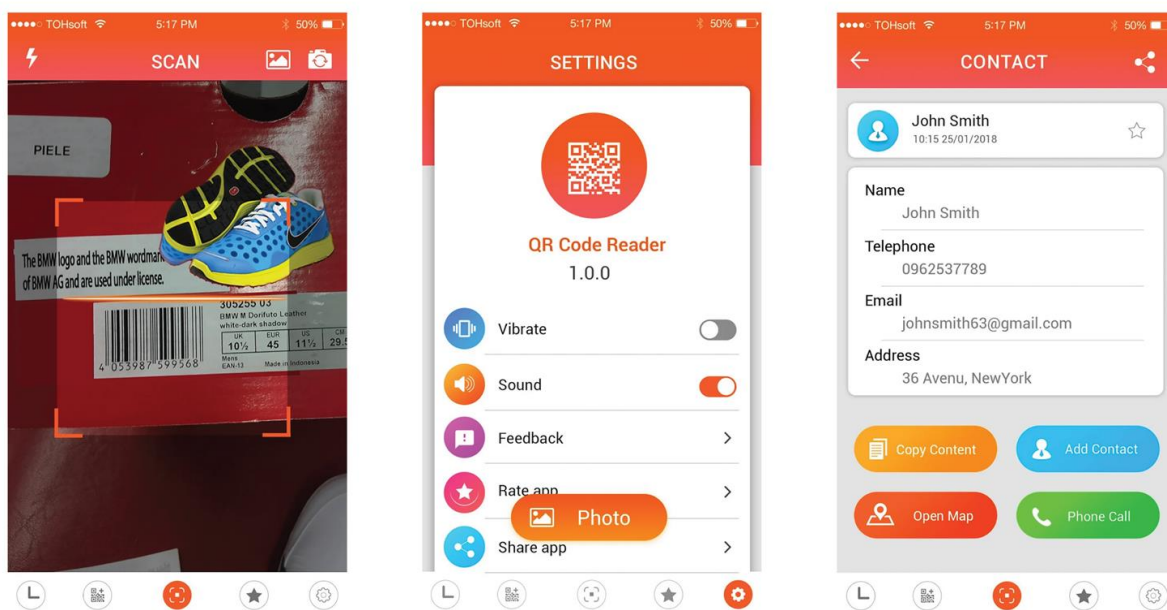 TOHsoft 5:17 PM 50%
SCAN
PIELE
The BMW logo and the BMW wordmark
of BMW AG and are used under license.
305255 03
BMW M Dorifuto Leather
white-dark shadow
UK EUR US CM
10½ 45 11½ 29.5
Mens
EAN-13 Made in Indonesia
4 053987 599568
TOHsoft 5:17 PM 50%
SETTINGS
QR Code Reader
1.0.0
Vibrate
Sound
Feedback
Rate app
Photo
Share app
TOHsoft 5:17 PM 50%
CONTACT
John Smith
10:15 25/01/2018
Name
John Smith
Telephone
0962537789
Email
johnsmith63@gmail.com
Address
36 Avenu, NewYork
Copy Content
Add Contact
Open Map
Phone Call